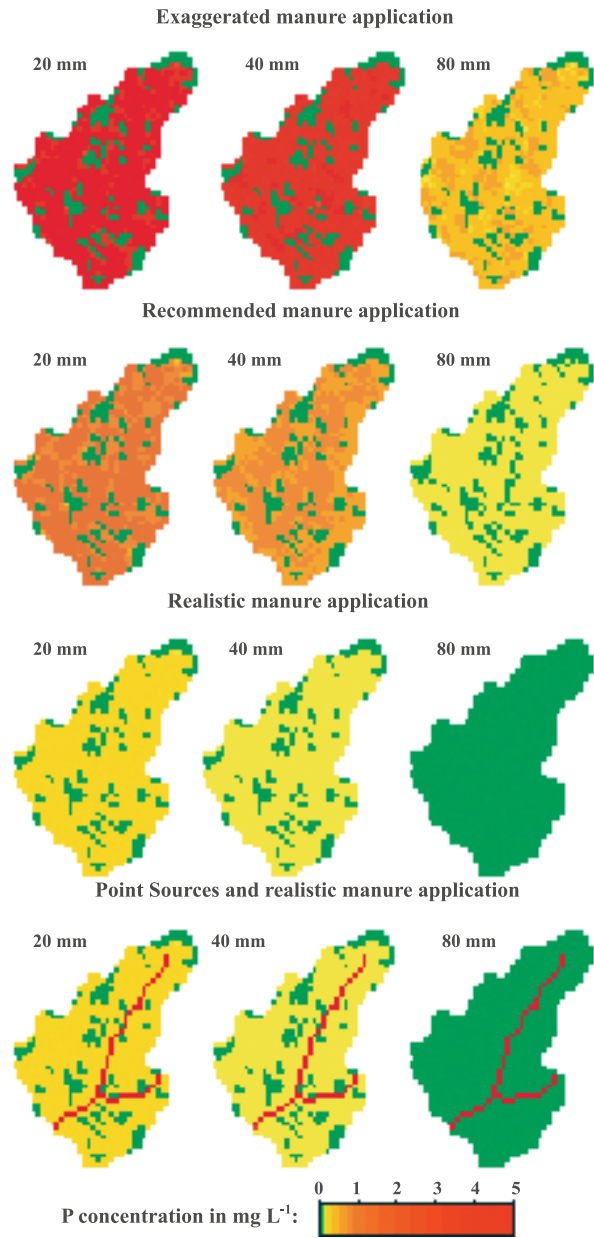 Exaggerated manure application
20 mm 40 mm 80 mm
Recommended manure application
20 mm 40 mm 80 mm
Realistic manure application
20 mm 40 mm 80 mm
Point Sources and realistic manure application
20 mm 40 mm 80 mm
0 1 2 3 4 5
P concentration in mg L⁻¹: